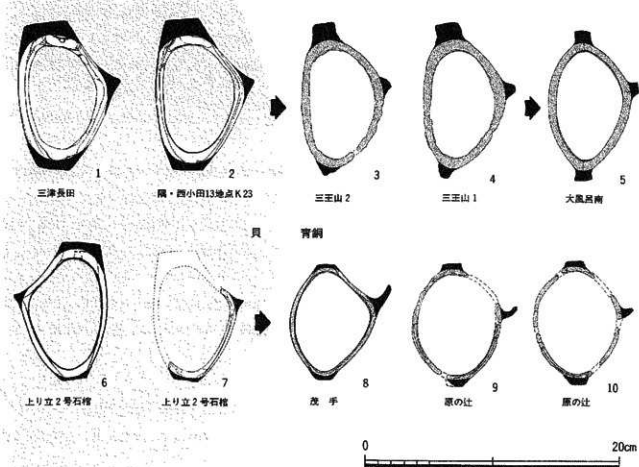 1
2
3
4
5
三津長田
隈・西小田13地点K23
三王山2
三王山1
大風呂南
貝 青銅
6
7
8
9
10
上り立2号石棺
上り立2号石棺
茂 手
原の辻
原の辻
0 20cm